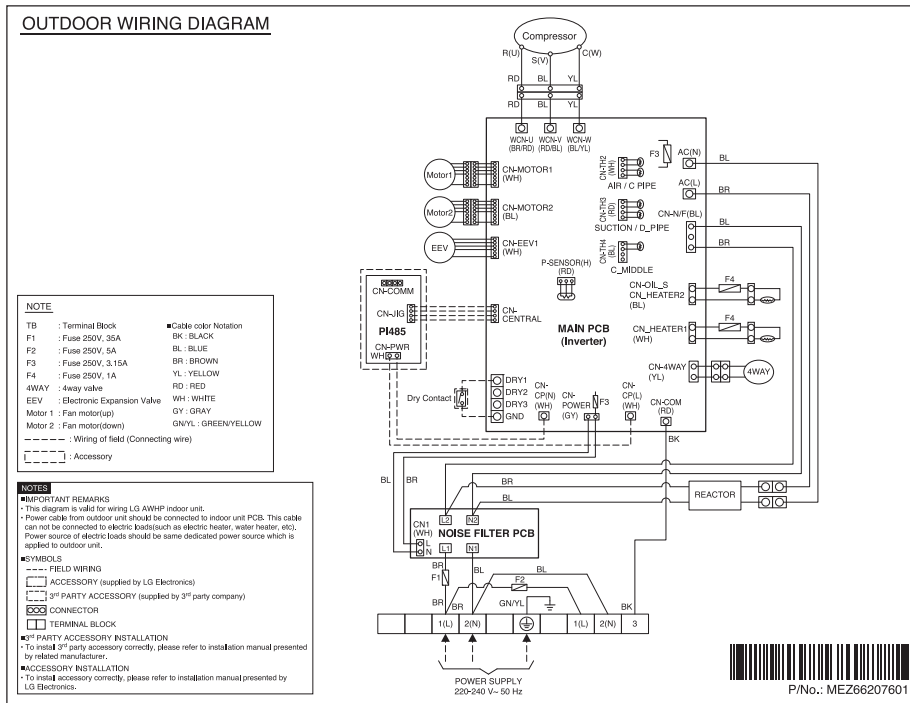 OUTDOOR WIRING DIAGRAM
Compressor
R(U)
S(V)
C(W)
RD BL YL
RD BL YL
WCN-U (BR/RD)
WCN-V (RD/BL)
WCN-W (BL/YL)
F3
AC(N)
BL
AC(L)
BR
CN-N/F(BL)
BL
BR
Motor1
CN-MOTOR1
(WH)
Motor2
CN-MOTOR2
(BL)
EEV
CN-EEV1
(WH)
CN-TH2
(WH)
AIR / C PIPE
CN-TH3
(RD)
SUCTION / D_PIPE
CN-TH4
(BL)
C_MIDDLE
P-SENSOR(H)
(RD)
CN-OIL_S
CN_HEATER2
(BL)
F4
CN_HEATER1
(WH)
F4
CN-4WAY
(YL)
4WAY
MAIN PCB
(Inverter)
CN-COMM
CN-JIG
PI485
CN-PWR
WH
CN-
CENTRAL
Dry Contact
DRY1
DRY2
DRY3
GND
CN-
CP(N)
(WH)
CN-
POWER
(GY)
F3
CN-
CP(L)
(WH)
CN-COM
(RD)
BK
BL
BR
BR
BL
REACTOR
CN1
(WH)
L
N
L2
N2
NOISE FILTER PCB
L1
N1
BR
F1
BL
BL
F2
BR
BR
GN/YL
BK
1(L)
2(N)
1(L)
2(N)
3
POWER SUPPLY
220-240 V~ 50 Hz
NOTE
TB : Terminal Block
F1 : Fuse 250V, 35A
F2 : Fuse 250V, 5A
F3 : Fuse 250V, 3.15A
F4 : Fuse 250V, 1A
4WAY : 4way valve
EEV : Electronic Expansion Valve
Motor 1 : Fan motor(up)
Motor 2 : Fan motor(down)
■Cable color Notation
BK : BLACK
BL : BLUE
BR : BROWN
YL : YELLOW
RD : RED
WH : WHITE
GY : GRAY
GN/YL : GREEN/YELLOW
: Wiring of field (Connecting wire)
: Accessory
NOTES
■IMPORTANT REMARKS
• This diagram is valid for wiring LG AWHP indoor unit.
• Power cable from outdoor unit should be connected to indoor unit PCB. This cable
can not be connected to electric loads(such as electric heater, water heater, etc).
Power source of electric loads should be same dedicated power source which is
applied to outdoor unit.
■SYMBOLS
FIELD WIRING
ACCESSORY (supplied by LG Electronics)
3rd PARTY ACCESSORY (supplied by 3rd party company)
CONNECTOR
TERMINAL BLOCK
■3rd PARTY ACCESSORY INSTALLATION
• To install 3rd party accessory correctly, please refer to installation manual presented
by related manufacturer.
■ACCESSORY INSTALLATION
• To install accessory correctly, please refer to installation manual presented by
LG Electronics.
P/No.: MEZ66207601